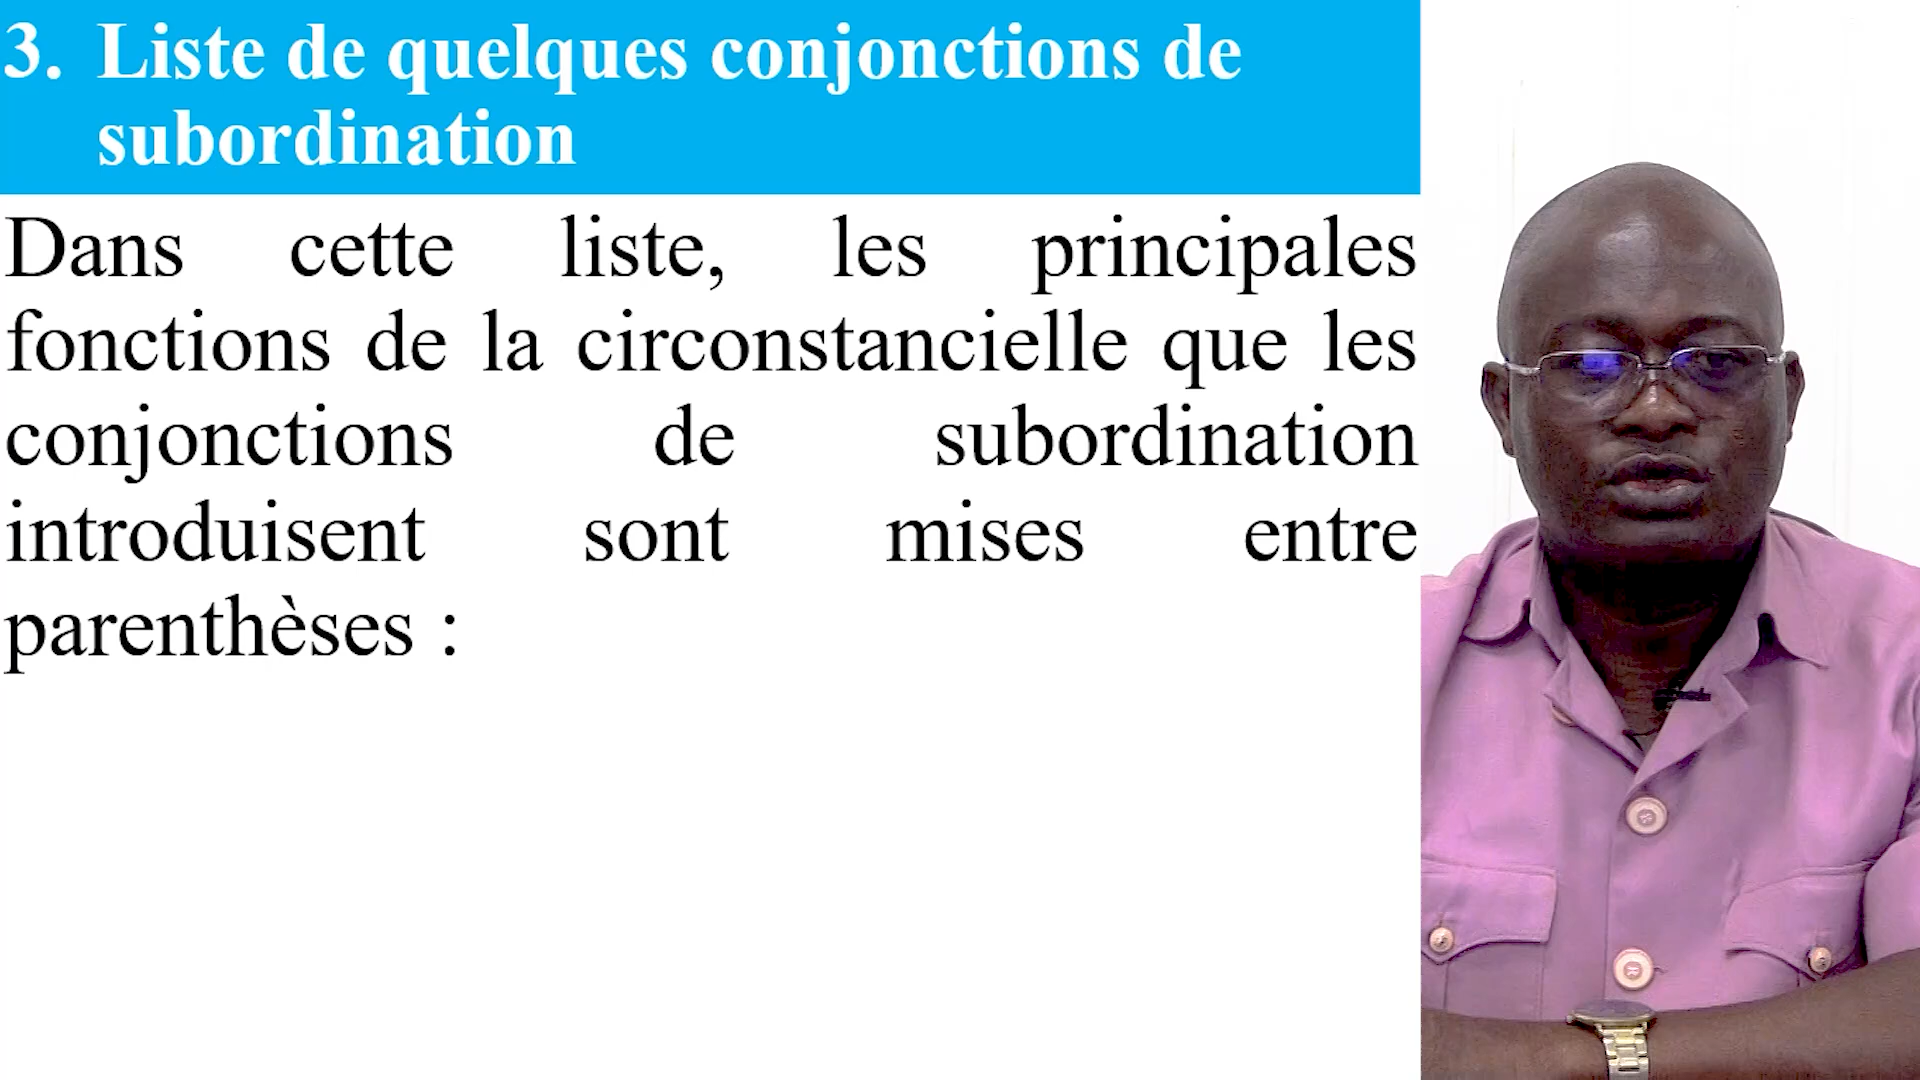 3. Liste de quelques conjonctions de
subordination
Dans cette liste, les principales
fonctions de la circonstancielle que les
conjonctions de subordination
introduisent sont mises entre
parenthèses :